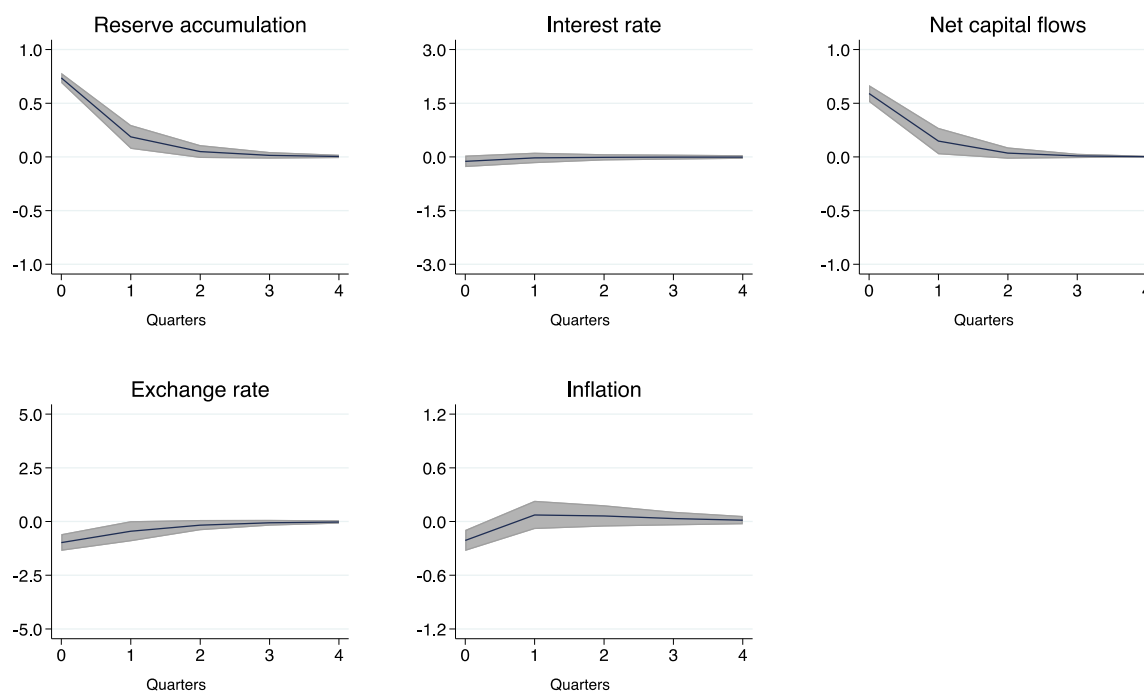 Reserve accumulation
1.0
0.5
0.0
-0.5
-1.0
0 1 2 3 4
Quarters
Interest rate
3.0
1.5
0.0
-1.5
-3.0
0 1 2 3 4
Quarters
Net capital flows
1.0
0.5
0.0
-0.5
-1.0
0 1 2 3 4
Quarters
Exchange rate
5.0
2.5
0.0
-2.5
-5.0
0 1 2 3 4
Quarters
Inflation
1.2
0.6
0.0
-0.6
-1.2
0 1 2 3 4
Quarters